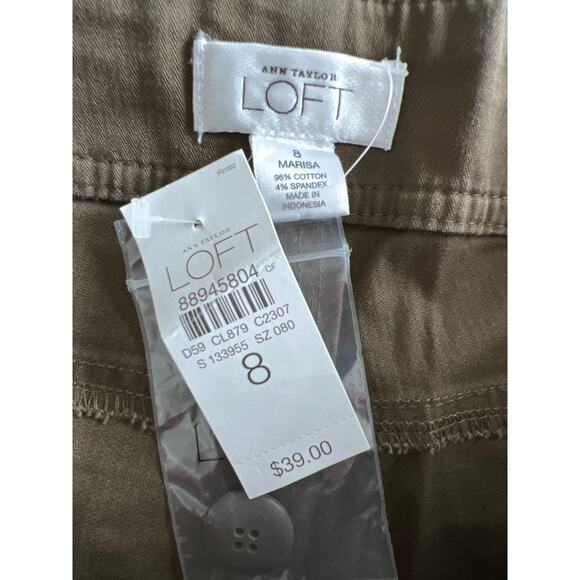 ANN TAYLOR
LOFT
8
MARISA
96% COTTON
4% SPANDEX
MADE IN
INDONESIA
PG1032
ANN TAYLOR
LOFT
88945804 CF
D59 CL879 C2307
S 133955 SZ 080
8
$39.00